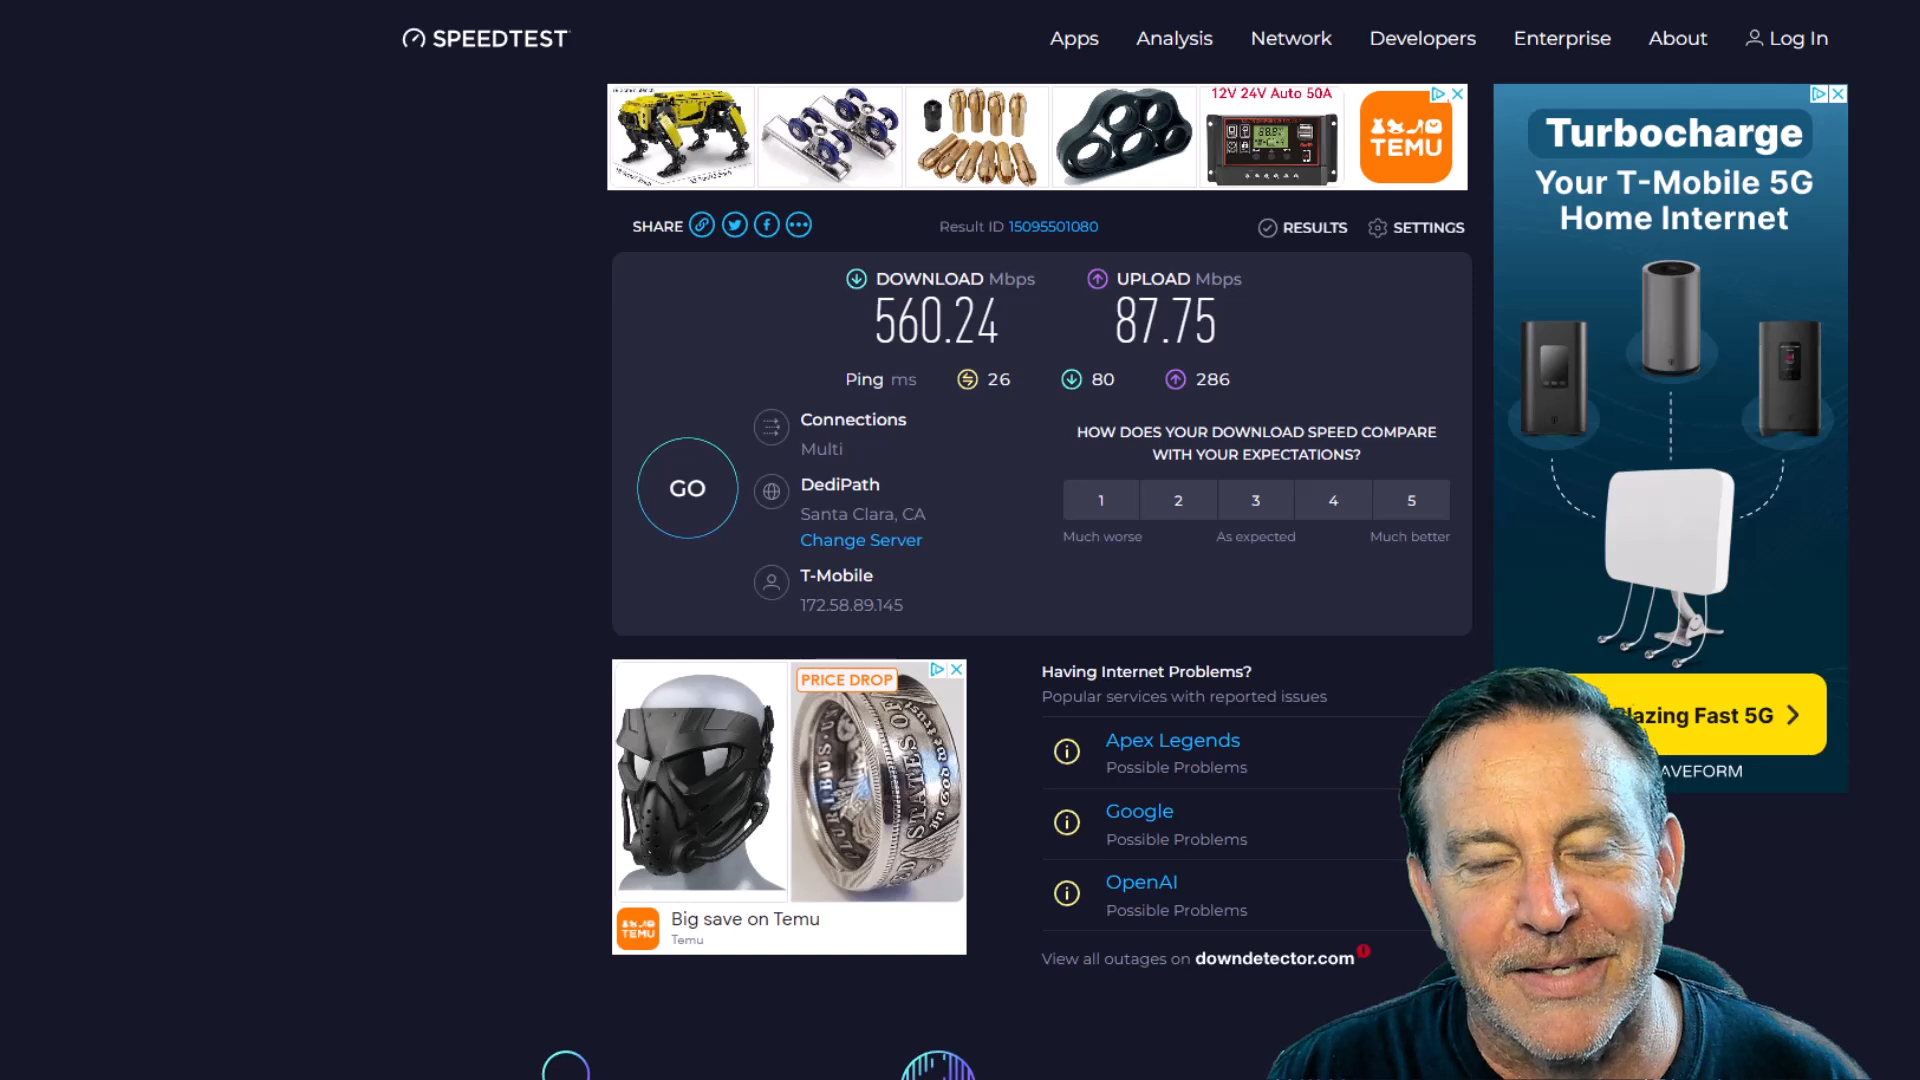 SPEEDTEST
Apps
Analysis
Network
Developers
Enterprise
About
Log In
12V 24V Auto 50A
TEMU
Turbocharge
Your T-Mobile 5G
Home Internet
SHARE
Result ID 15095501080
RESULTS
SETTINGS
DOWNLOAD Mbps
560.24
UPLOAD Mbps
87.75
Ping ms
26
80
286
GO
Connections
Multi
DediPath
Santa Clara, CA
Change Server
T-Mobile
172.58.89.145
HOW DOES YOUR DOWNLOAD SPEED COMPARE
WITH YOUR EXPECTATIONS?
1 2 3 4 5
Much worse
As expected
Much better
PRICE DROP
STATES OF
Big save on Temu
Temu
TEMU
Having Internet Problems?
Popular services with reported issues
Apex Legends
Possible Problems
Google
Possible Problems
OpenAI
Possible Problems
View all outages on downdetector.com
lazing Fast 5G
AVEFORM